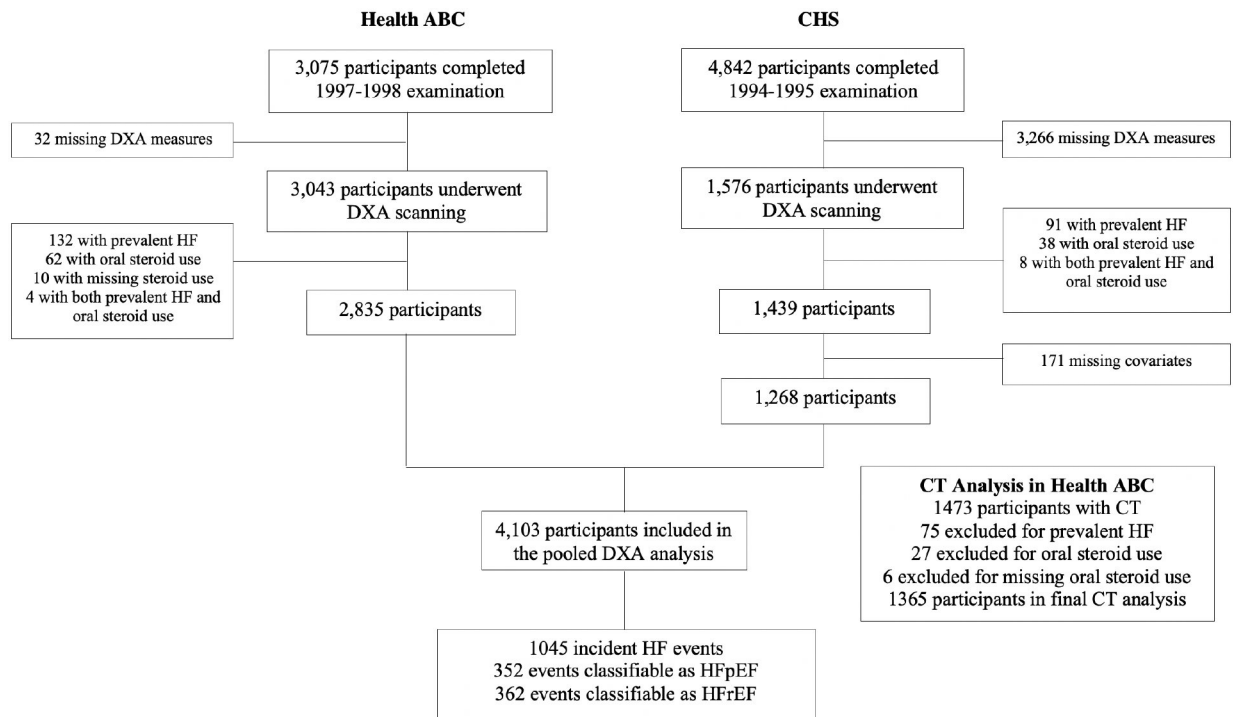 Health ABC
CHS
3,075 participants completed
1997-1998 examination
4,842 participants completed
1994-1995 examination
32 missing DXA measures
3,266 missing DXA measures
3,043 participants underwent
DXA scanning
1,576 participants underwent
DXA scanning
132 with prevalent HF
62 with oral steroid use
10 with missing steroid use
4 with both prevalent HF and
oral steroid use
91 with prevalent HF
38 with oral steroid use
8 with both prevalent HF and
oral steroid use
2,835 participants
1,439 participants
171 missing covariates
1,268 participants
CT Analysis in Health ABC
1473 participants with CT
75 excluded for prevalent HF
27 excluded for oral steroid use
6 excluded for missing oral steroid use
1365 participants in final CT analysis
4,103 participants included in
the pooled DXA analysis
1045 incident HF events
352 events classifiable as HFpEF
362 events classifiable as HFrEF